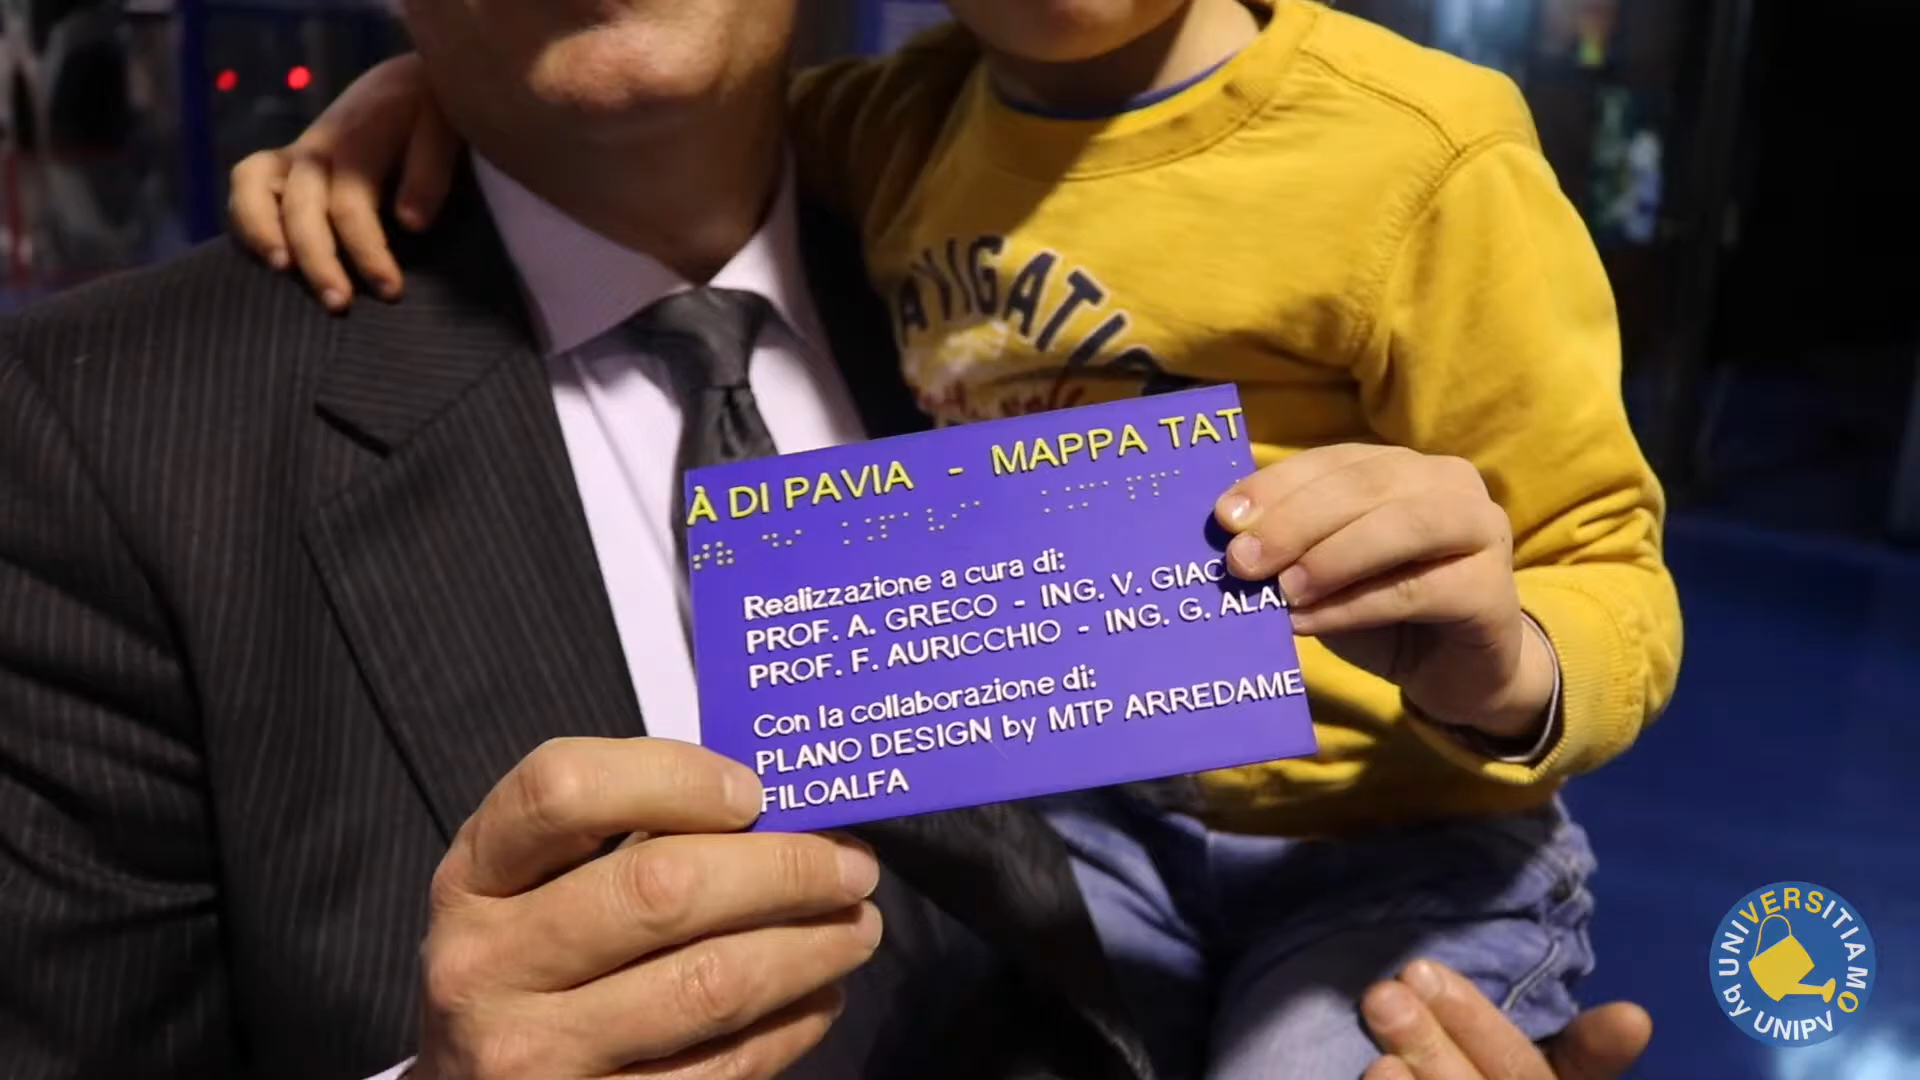 NAVIGATIO
À DI PAVIA - MAPPA TAT
Realizzazione a cura di:
PROF. A. GRECO - ING. V. GIAC
PROF. F. AURICCHIO - ING. G. ALA
Con la collaborazione di:
PLANO DESIGN by MTP ARREDAME
FILOALFA
UNIVERSITIAMO
by UNIPV